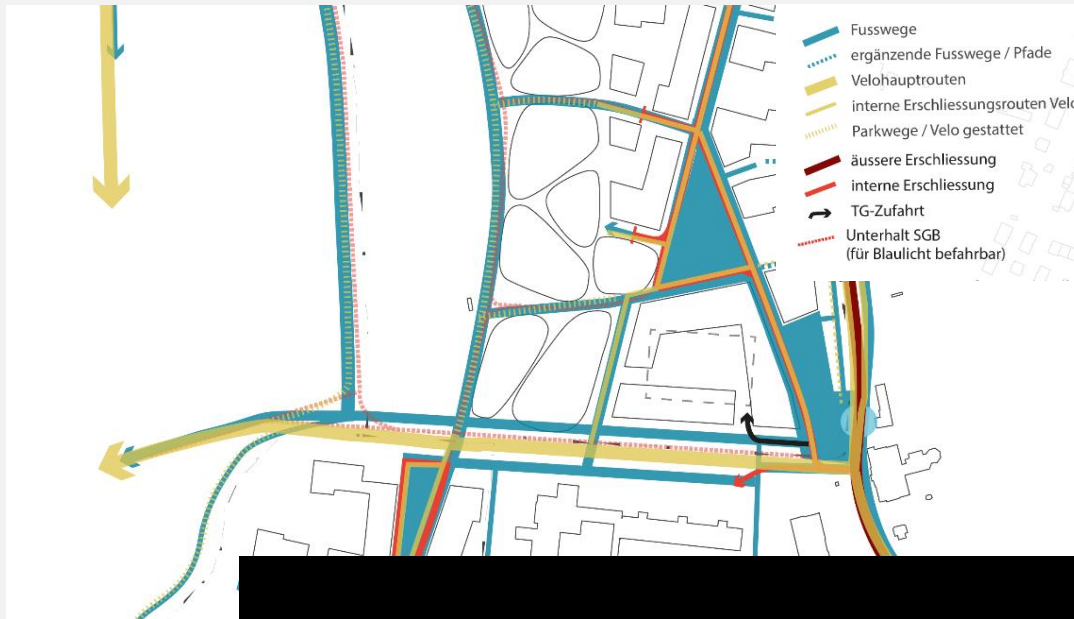 Fusswege
ergänzende Fusswege / Pfade
Velohauptrouten
interne Erschliessungsrouten Velo
Parkwege / Velo gestattet
äussere Erschliessung
interne Erschliessung
TG-Zufahrt
Unterhalt SGB
(für Blaulicht befahrbar)